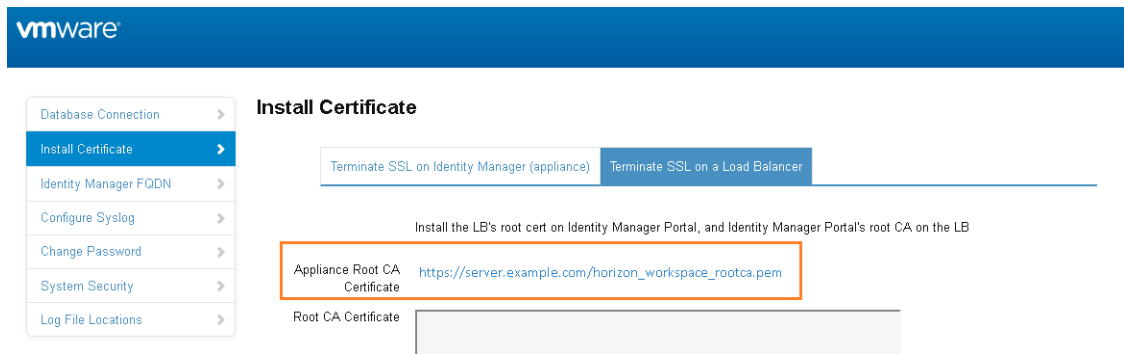 vmware®
Database Connection
Install Certificate
Identity Manager FQDN
Configure Syslog
Change Password
System Security
Log File Locations
Install Certificate
Terminate SSL on Identity Manager (appliance)
Terminate SSL on a Load Balancer
Install the LB's root cert on Identity Manager Portal, and Identity Manager Portal's root CA on the LB
Appliance Root CA
Certificate
https://server.example.com/horizon_workspace_rootca.pem
Root CA Certificate